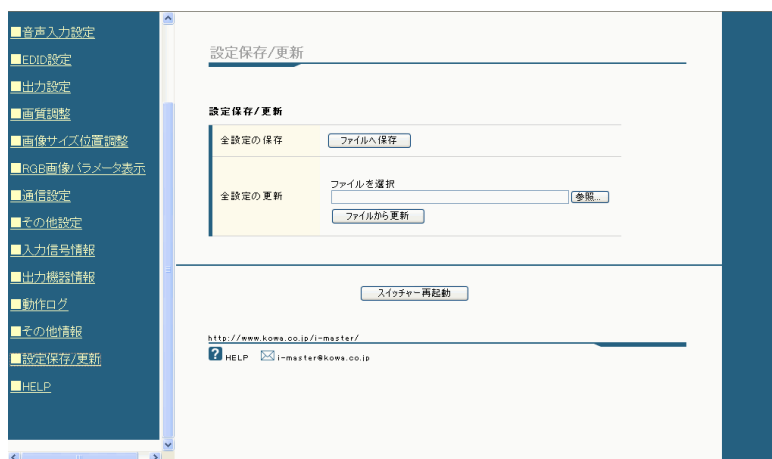 ■音声入力設定
■EDID設定
■出力設定
■画質調整
■画像サイズ位置調整
■RGB画像パラメータ表示
■通信設定
■その他設定
■入力信号情報
■出力機器情報
■動作ログ
■その他情報
■設定保存/更新
■HELP
設定保存/更新
設定保存/更新
全設定の保存 ファイルへ保存
全設定の更新
ファイルを選択
参照...
ファイルから更新
スイッチャー再起動
http://www.kowa.co.jp/i-master/
? HELP i-master@kowa.co.jp